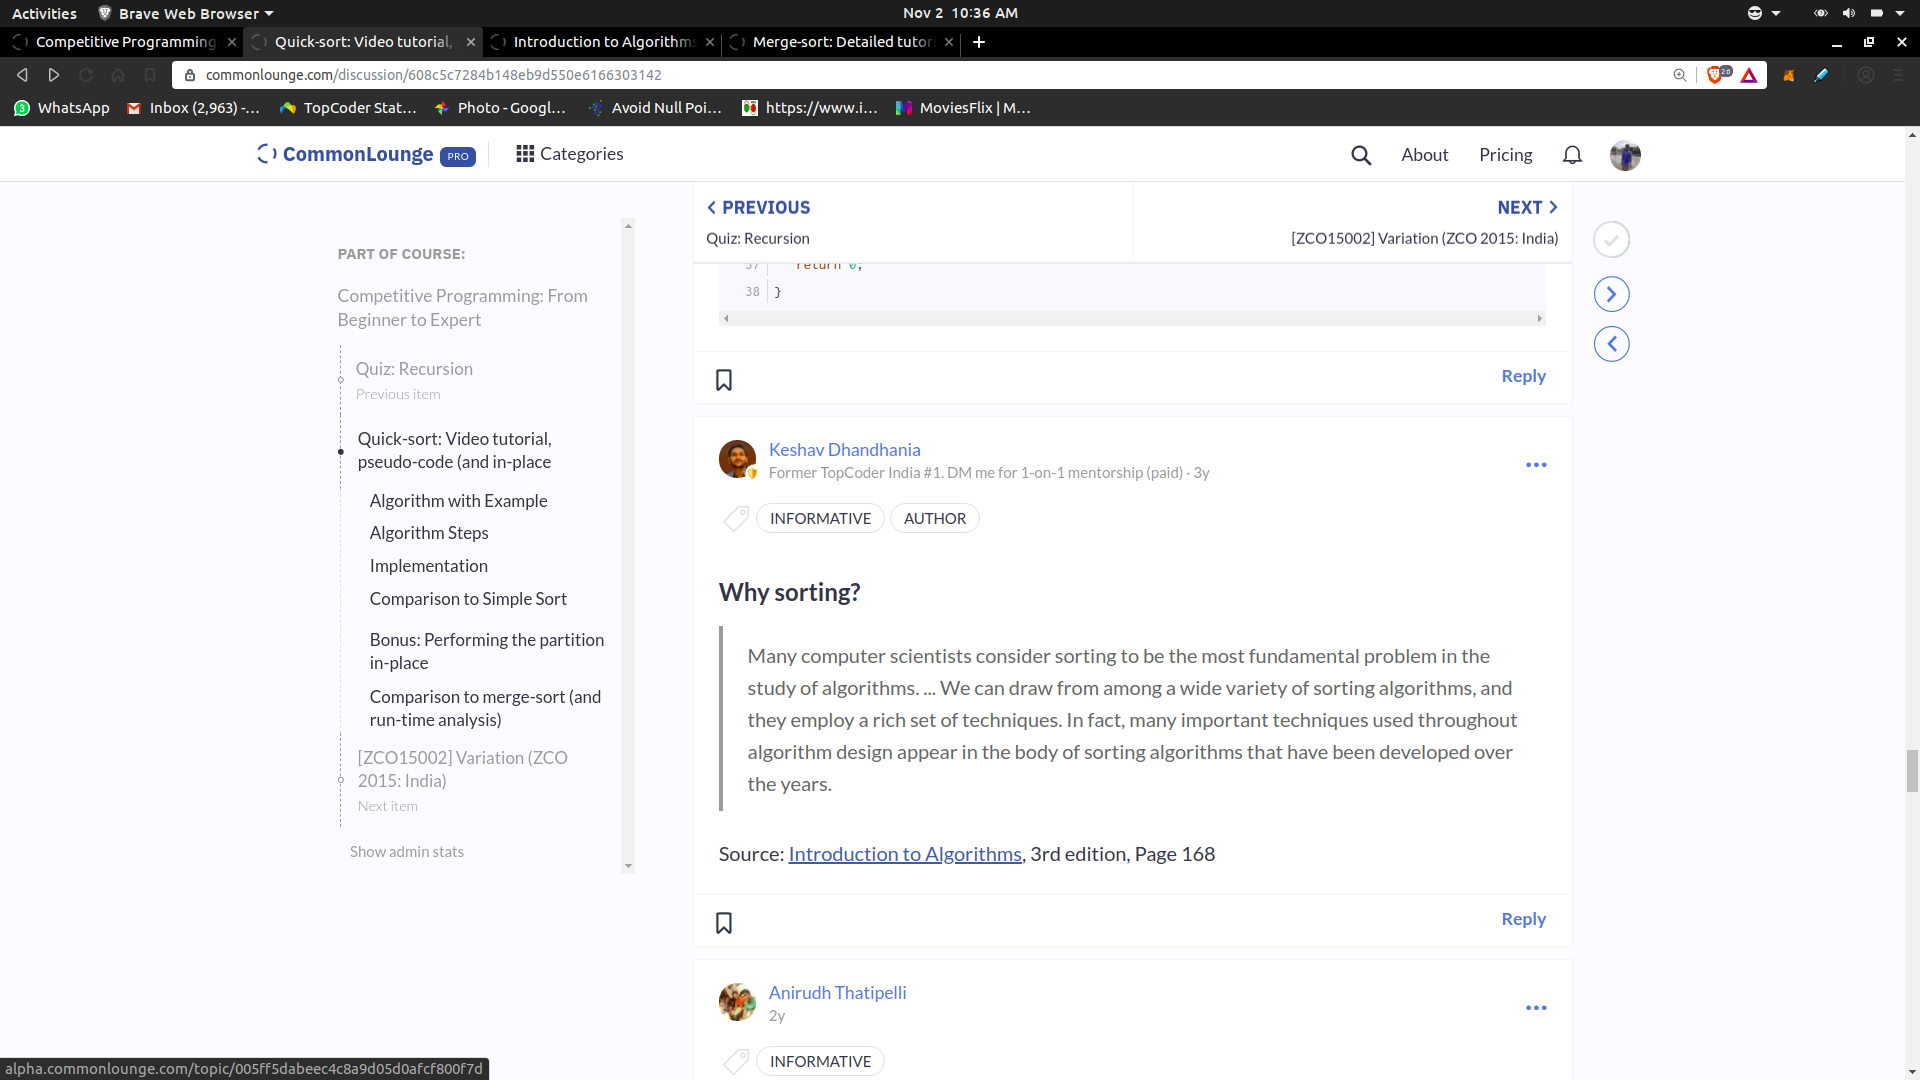 Activities Brave Web Browser Nov 2 10:36 AM
Competitive Programming Quick-sort: Video tutorial, Introduction to Algorithms Merge-sort: Detailed tutori
commonlounge.com/discussion/608c5c7284b148eb9d550e6166303142 26
WhatsApp Inbox (2,963) -... TopCoder Stat... Photo - Googl... Avoid Null Poi... https://www.i... MoviesFlix | M...
CommonLounge PRO Categories About Pricing
PREVIOUS NEXT
Quiz: Recursion [ZCO15002] Variation (ZCO 2015: India)
PART OF COURSE:
Competitive Programming: From
Beginner to Expert
Quiz: Recursion
Previous item
Quick-sort: Video tutorial,
pseudo-code (and in-place
Algorithm with Example
Algorithm Steps
Implementation
Comparison to Simple Sort
Bonus: Performing the partition
in-place
Comparison to merge-sort (and
run-time analysis)
[ZCO15002] Variation (ZCO
2015: India)
Next item
Show admin stats
37 return 0;
38 }
Reply
Keshav Dhandhania
Former TopCoder India #1. DM me for 1-on-1 mentorship (paid) · 3y
INFORMATIVE AUTHOR
Why sorting?
Many computer scientists consider sorting to be the most fundamental problem in the
study of algorithms. ... We can draw from among a wide variety of sorting algorithms, and
they employ a rich set of techniques. In fact, many important techniques used throughout
algorithm design appear in the body of sorting algorithms that have been developed over
the years.
Source: Introduction to Algorithms, 3rd edition, Page 168
Reply
Anirudh Thatipelli
2y
INFORMATIVE
alpha.commonlounge.com/topic/005ff5dabeec4c8a9d05d0afcf800f7d